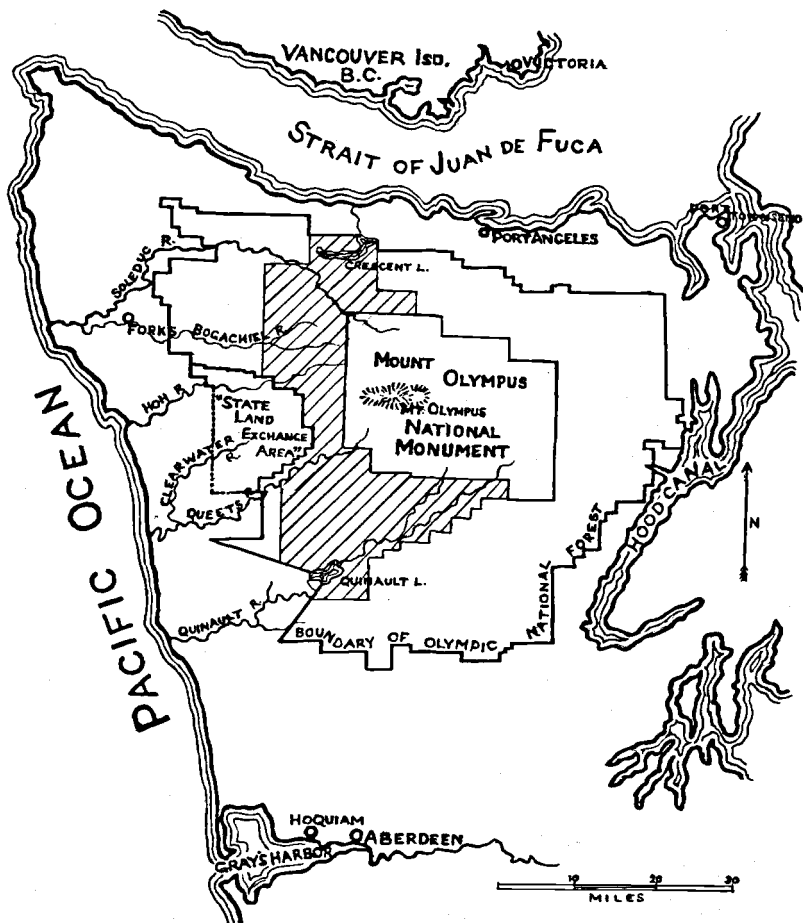 VANCOUVER ISD.
B.C.
VICTORIA
STRAIT OF JUAN DE FUCA
PORT
TOWNSEND
PORT ANGELES
CRESCENT L.
SOLEDUC R.
FORKS
BOGACHIEL R.
MOUNT
OLYMPUS
MT. OLYMPUS
NATIONAL
MONUMENT
HOH R.
"STATE
LAND
EXCHANGE
AREA"
CLEARWATER
R.
QUEETS
HOOD CANAL
N
PACIFIC OCEAN
QUINAULT L.
QUINAULT R.
BOUNDARY OF OLYMPIC
NATIONAL FOREST
HOQUIAM
ABERDEEN
GRAY'S HARBOR
10 20 30
MILES